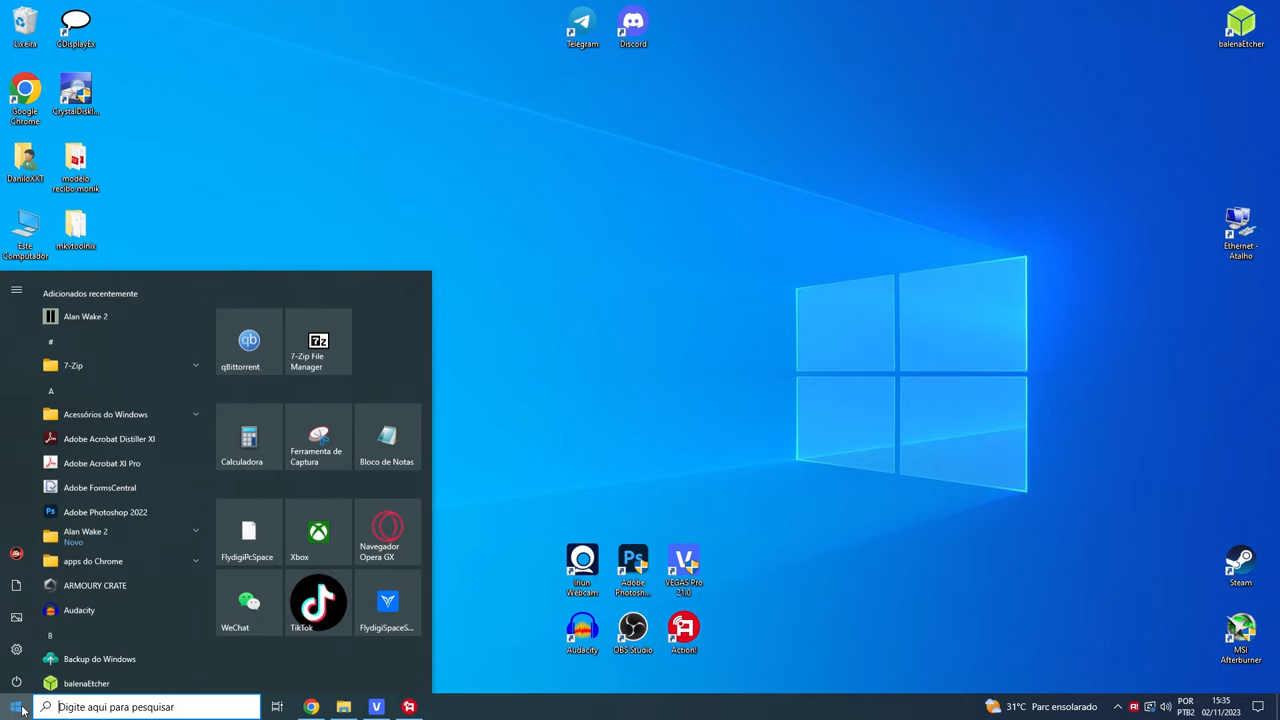 Lixeira
CDisplayEx
Telegram
Discord
balenaEtcher
Google
Chrome
CrystalDiskI...
DaniloXXT
modelo
recibo monik
Este
Computador
mkvtoolnix
Ethernet -
Atalho
Adicionados recentemente
Alan Wake 2
#
7-Zip
A
Acessórios do Windows
Adobe Acrobat Distiller XI
Adobe Acrobat XI Pro
Adobe FormsCentral
Adobe Photoshop 2022
Alan Wake 2
Novo
apps do Chrome
ARMOURY CRATE
Audacity
B
Backup do Windows
balenaEtcher
qb
qBittorrent
7z
7-Zip File
Manager
Calculadora
Ferramenta de
Captura
Bloco de Notas
FlydigiPcSpace
Xbox
Navegador
Opera GX
WeChat
TikTok
FlydigiSpaceS...
Iriun
Webcam
Ps
Adobe
Photosh...
V
VEGAS Pro
21.0
Audacity
OBS Studio
Action!
Steam
MSI
Afterburner
Digite aqui para pesquisar
31°C Parc ensolarado
POR
PTB2
15:35
02/11/2023